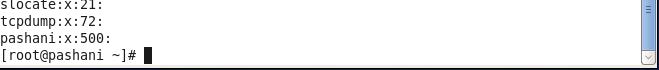 slocate:x:21:
tcpdump:x:72:
pashani:x:500:
[root@pashani ~]#